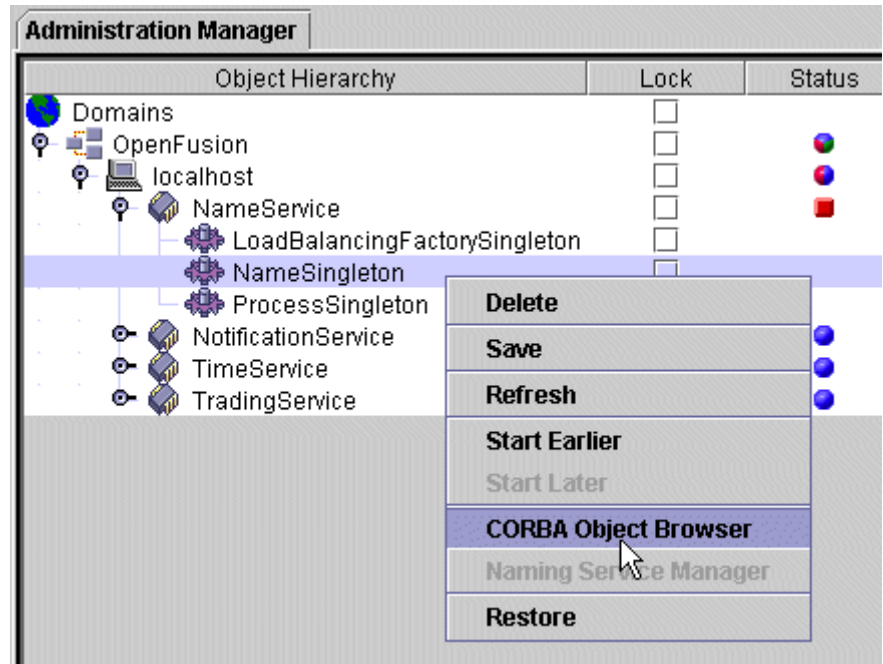 Administration Manager
Object Hierarchy Lock Status
Domains
OpenFusion
localhost
NameService
LoadBalancingFactorySingleton
NameSingleton
ProcessSingleton
NotificationService
TimeService
TradingService
Delete
Save
Refresh
Start Earlier
Start Later
CORBA Object Browser
Naming Service Manager
Restore